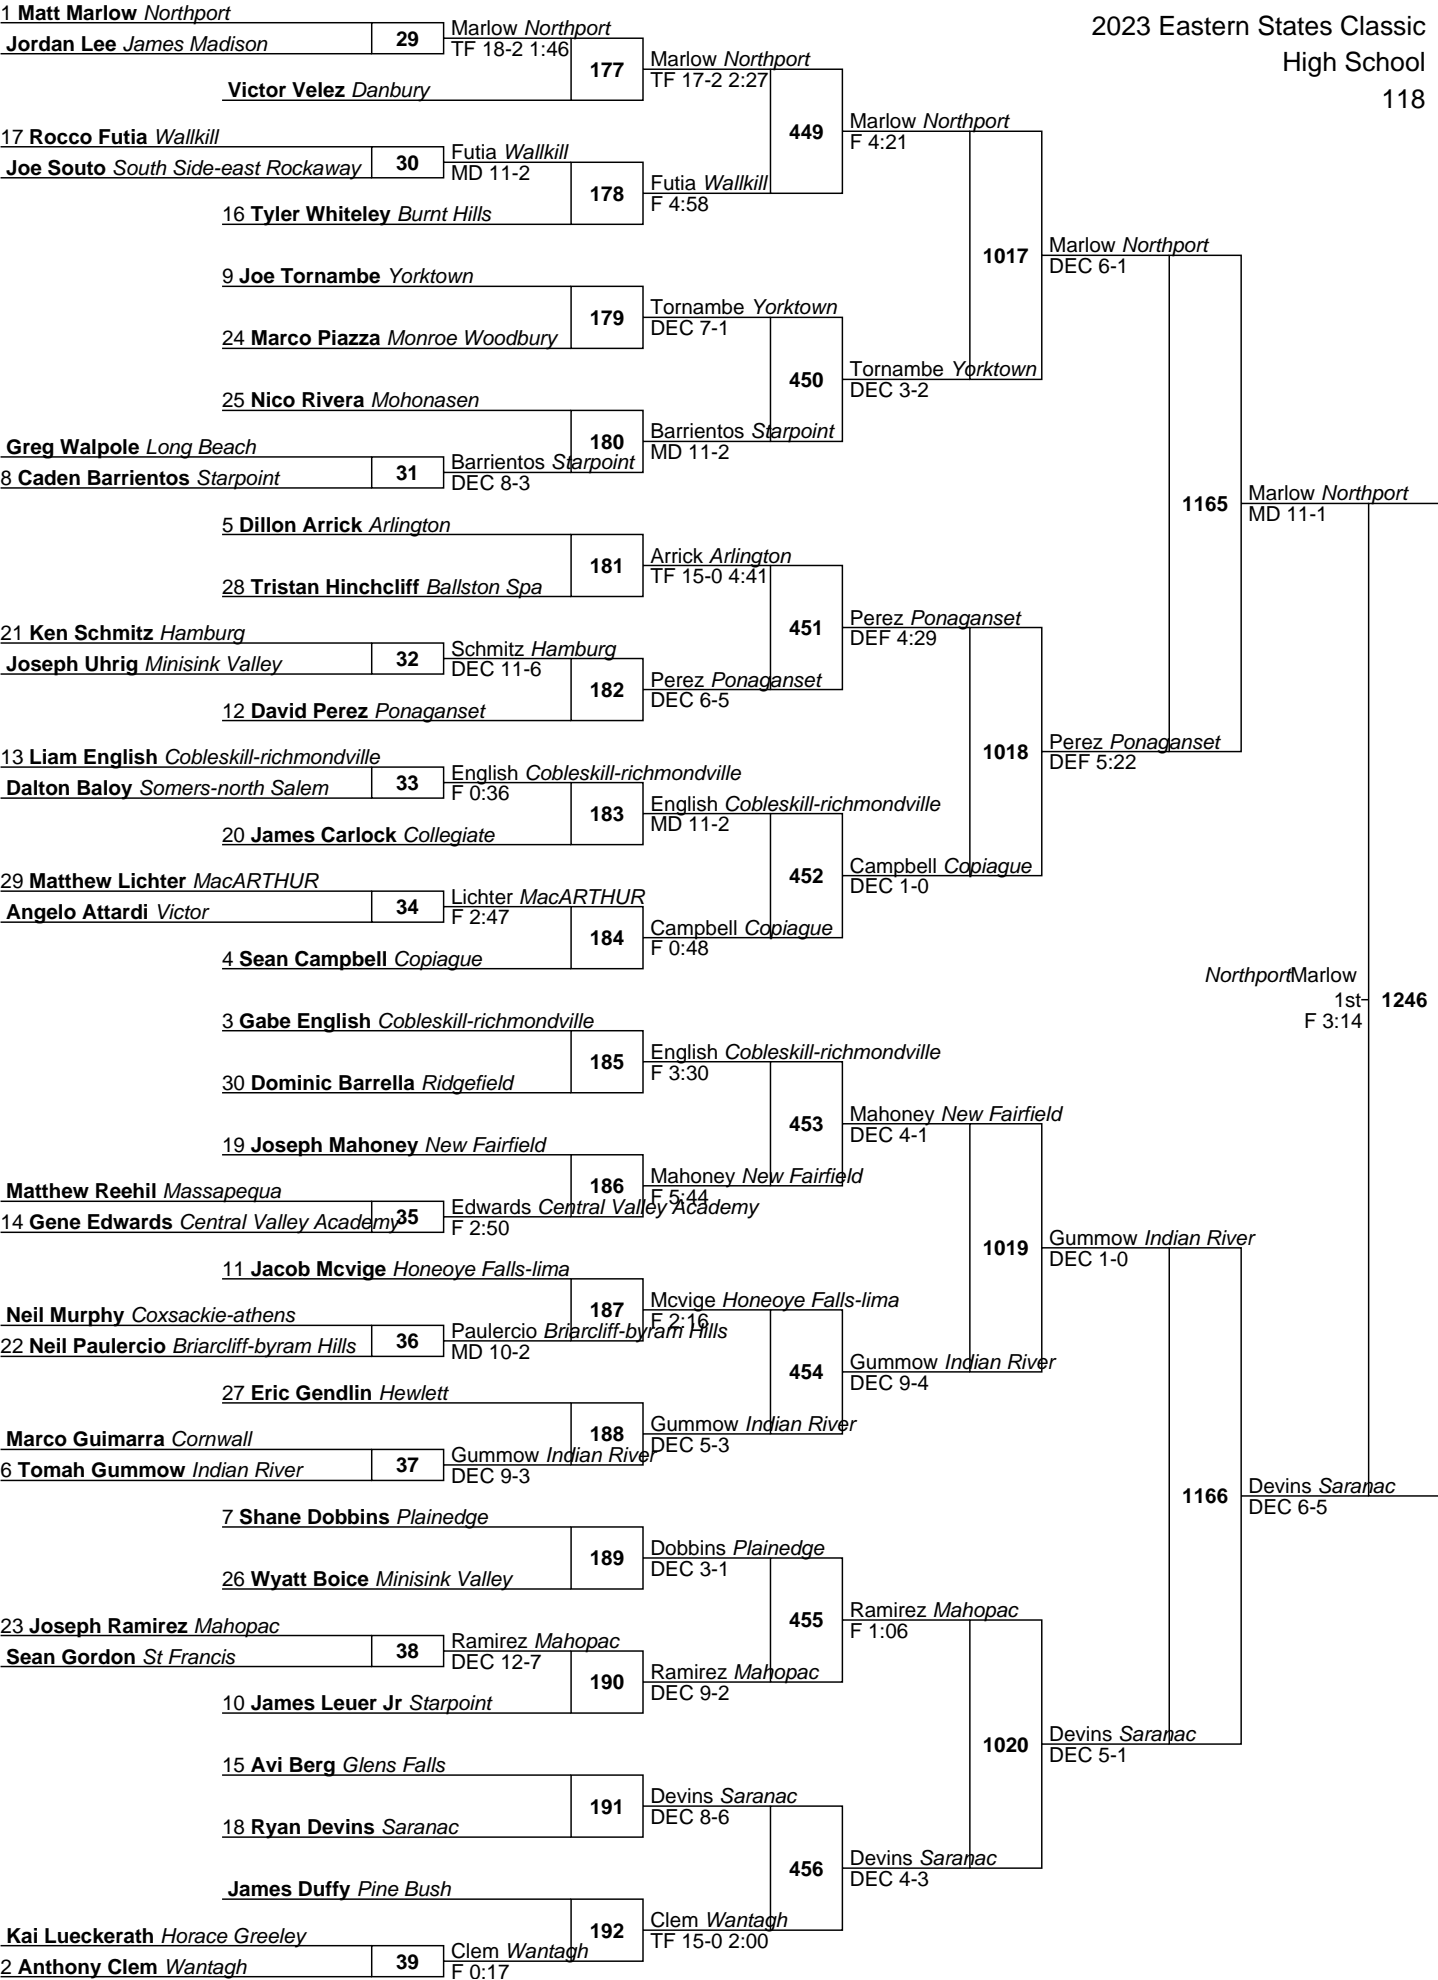 2023 Eastern States Classic
High School
118
1 Matt Marlow Northport
Jordan Lee James Madison
29
Marlow Northport
TF 18-2 1:46
Victor Velez Danbury
177
Marlow Northport
TF 17-2 2:27
17 Rocco Futia Wallkill
Joe Souto South Side-east Rockaway
30
Futia Wallkill
MD 11-2
16 Tyler Whiteley Burnt Hills
178
Futia Wallkill
F 4:58
449
Marlow Northport
F 4:21
9 Joe Tornambe Yorktown
24 Marco Piazza Monroe Woodbury
179
Tornambe Yorktown
DEC 7-1
25 Nico Rivera Mohonasen
Greg Walpole Long Beach
8 Caden Barrientos Starpoint
31
Barrientos Starpoint
DEC 8-3
180
Barrientos Starpoint
MD 11-2
450
Tornambe Yorktown
DEC 3-2
1017
Marlow Northport
DEC 6-1
5 Dillon Arrick Arlington
28 Tristan Hinchcliff Ballston Spa
181
Arrick Arlington
TF 15-0 4:41
21 Ken Schmitz Hamburg
Joseph Uhrig Minisink Valley
32
Schmitz Hamburg
DEC 11-6
12 David Perez Ponaganset
182
Perez Ponaganset
DEC 6-5
451
Perez Ponaganset
DEF 4:29
13 Liam English Cobleskill-richmondville
Dalton Baloy Somers-north Salem
33
English Cobleskill-richmondville
F 0:36
20 James Carlock Collegiate
183
English Cobleskill-richmondville
MD 11-2
29 Matthew Lichter MacARTHUR
Angelo Attardi Victor
34
Lichter MacARTHUR
F 2:47
4 Sean Campbell Copiague
184
Campbell Copiague
F 0:48
452
Campbell Copiague
DEC 1-0
1018
Perez Ponaganset
DEF 5:22
1165
Marlow Northport
MD 11-1
3 Gabe English Cobleskill-richmondville
30 Dominic Barrella Ridgefield
185
English Cobleskill-richmondville
F 3:30
19 Joseph Mahoney New Fairfield
Matthew Reehil Massapequa
14 Gene Edwards Central Valley Academy
35
Edwards Central Valley Academy
F 2:50
186
Mahoney New Fairfield
F 5:44
453
Mahoney New Fairfield
DEC 4-1
11 Jacob Mcvige Honeoye Falls-lima
Neil Murphy Coxsackie-athens
22 Neil Paulercio Briarcliff-byram Hills
36
Paulercio Briarcliff-byram Hills
MD 10-2
187
Mcvige Honeoye Falls-lima
F 2:16
27 Eric Gendlin Hewlett
Marco Guimarra Cornwall
6 Tomah Gummow Indian River
37
Gummow Indian River
DEC 9-3
188
Gummow Indian River
DEC 5-3
454
Gummow Indian River
DEC 9-4
1019
Gummow Indian River
DEC 1-0
7 Shane Dobbins Plainedge
26 Wyatt Boice Minisink Valley
189
Dobbins Plainedge
DEC 3-1
23 Joseph Ramirez Mahopac
Sean Gordon St Francis
38
Ramirez Mahopac
DEC 12-7
10 James Leuer Jr Starpoint
190
Ramirez Mahopac
DEC 9-2
455
Ramirez Mahopac
F 1:06
15 Avi Berg Glens Falls
18 Ryan Devins Saranac
191
Devins Saranac
DEC 8-6
James Duffy Pine Bush
Kai Lueckerath Horace Greeley
2 Anthony Clem Wantagh
39
Clem Wantagh
F 0:17
192
Clem Wantagh
TF 15-0 2:00
456
Devins Saranac
DEC 4-3
1020
Devins Saranac
DEC 5-1
1166
Devins Saranac
DEC 6-5
NorthportMarlow
1st
F 3:14
1246